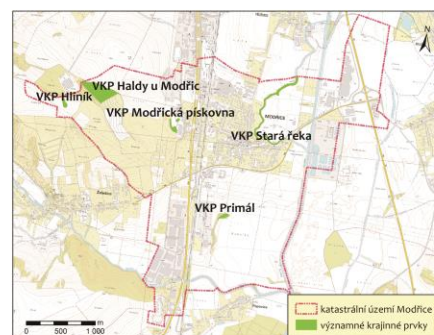 N
VKP Haldy u Modřic
VKP Hliník
VKP Modřická pískovna
MODŘICE
VKP Stará řeka
VKP Primál
0 500 1 000 m
katastrální území Modřice
významné krajinné prvky